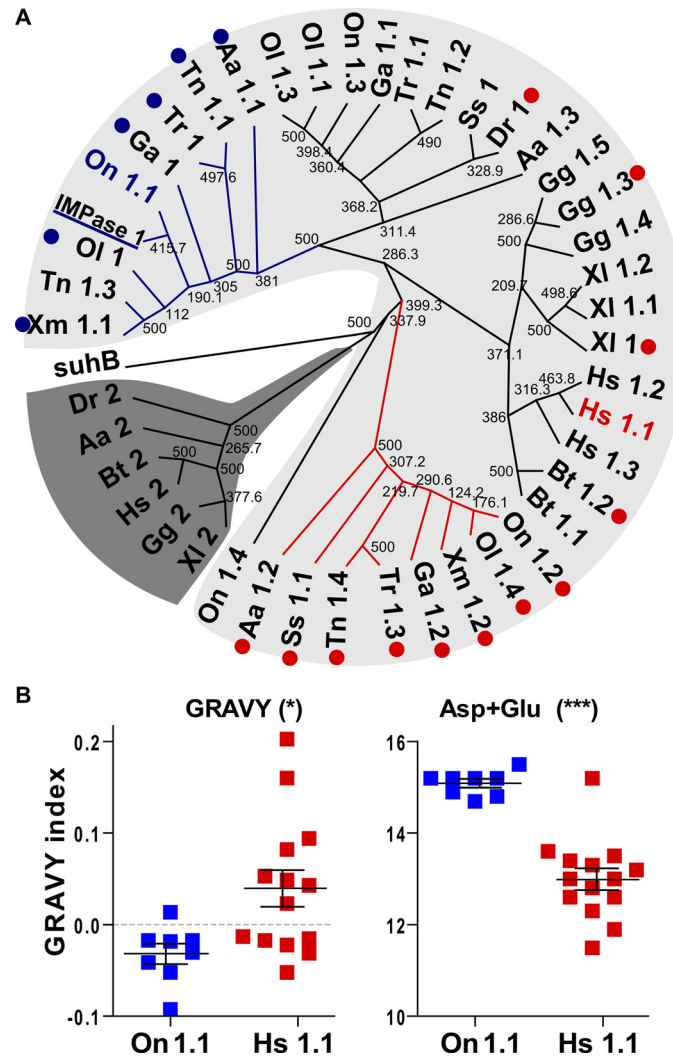 A
Xm 1.1
Tn 1.3
Ol 1
IMPase 1
On 1.1
Ga 1
Tr 1
Tn 1.1
Aa 1.1
Ol 1.3
Ol 1.1
On 1.3
Ga 1.1
Tr 1.1
Tn 1.2
Ss 1
Dr 1
Aa 1.3
Gg 1.5
Gg 1.3
Gg 1.4
Xl 1.2
Xl 1.1
Xl 1
Hs 1.2
Hs 1.1
Hs 1.3
Bt 1.2
Bt 1.1
On 1.2
Ol 1.4
Xm 1.2
Ga 1.2
Tr 1.3
Tn 1.4
Ss 1.1
Aa 1.2
On 1.4
Xl 2
Gg 2
Hs 2
Bt 2
Aa 2
Dr 2
suhB
500
112
190.1
415.7
305
500
497.6
381
500
500
398.4
360.4
490
368.2
328.9
311.4
286.3
399.3
337.9
500
286.6
500
209.7
498.6
500
371.1
316.3
463.8
386
500
500
307.2
219.7
290.6
124.2
176.1
500
500
265.7
500
500
377.6
B
GRAVY (*)
GRAVY index
0.2
0.1
0.0
-0.1
On 1.1 Hs 1.1
Asp+Glu (***)
16
14
12
10
On 1.1 Hs 1.1